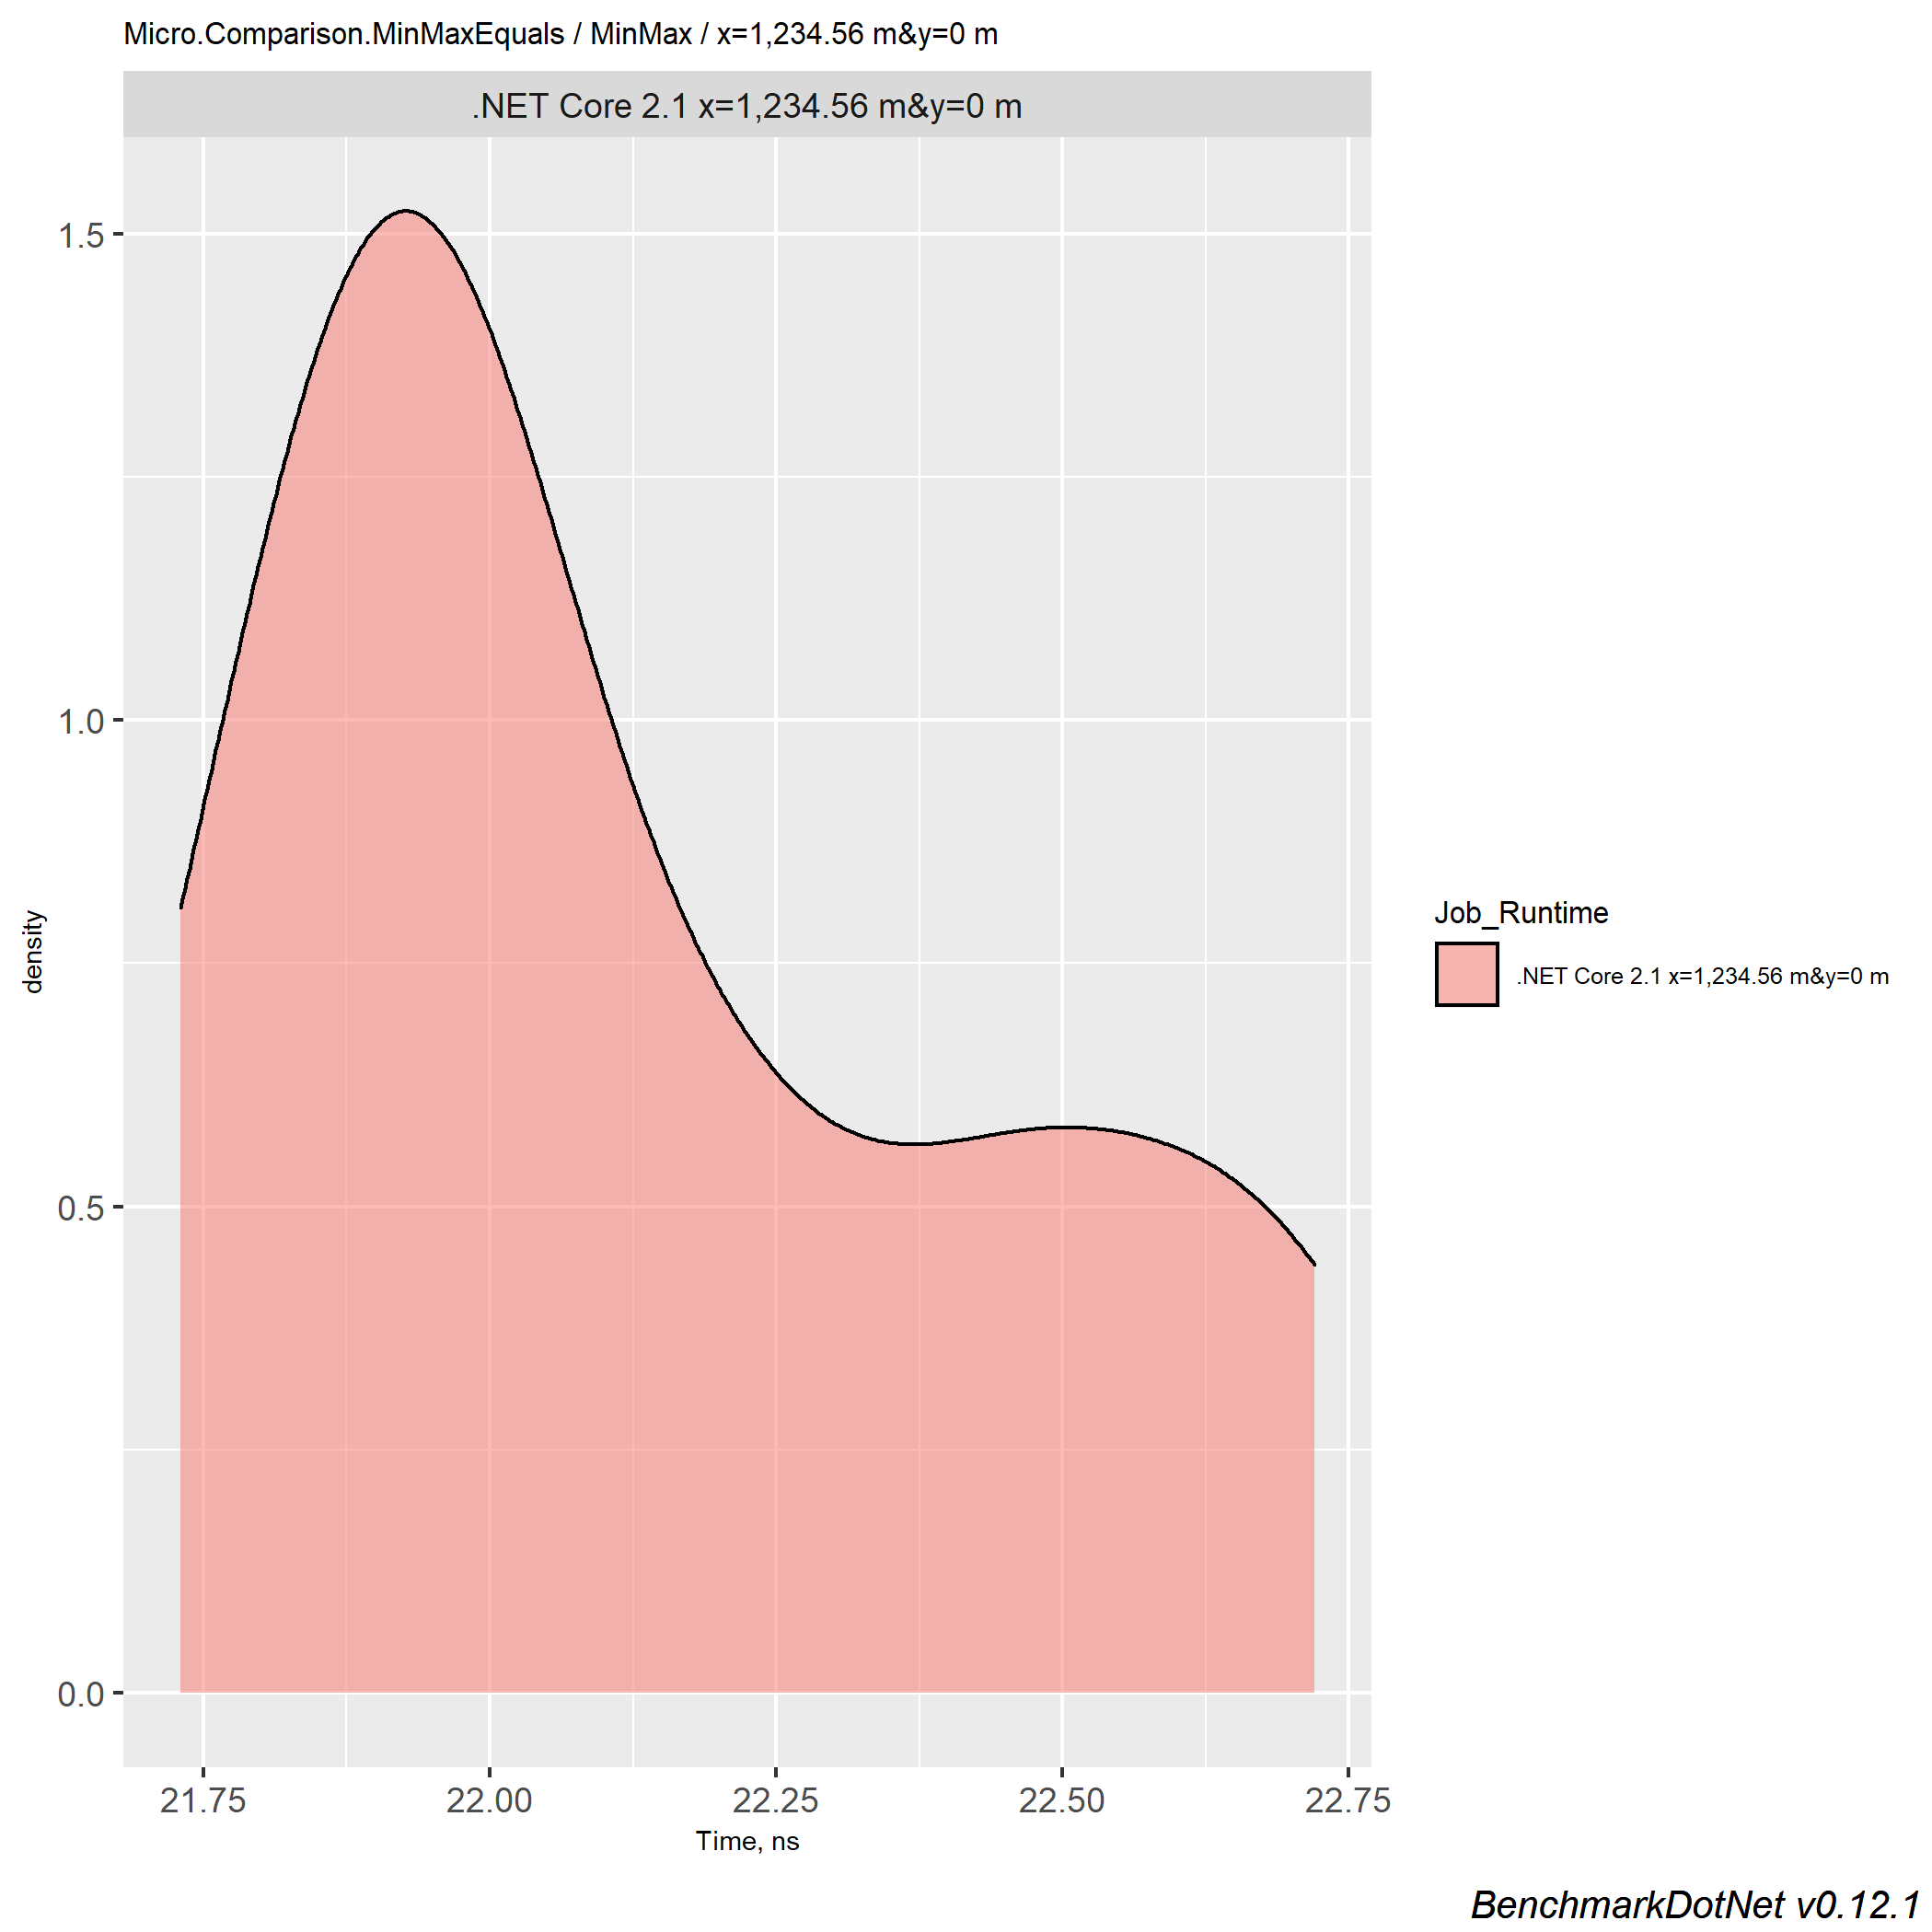 Micro.Comparison.MinMaxEquals / MinMax / x=1,234.56 m&y=0 m
.NET Core 2.1 x=1,234.56 m&y=0 m
1.5
1.0
0.5
0.0
density
21.75 22.00 22.25 22.50 22.75
Time, ns
Job_Runtime
.NET Core 2.1 x=1,234.56 m&y=0 m
BenchmarkDotNet v0.12.1